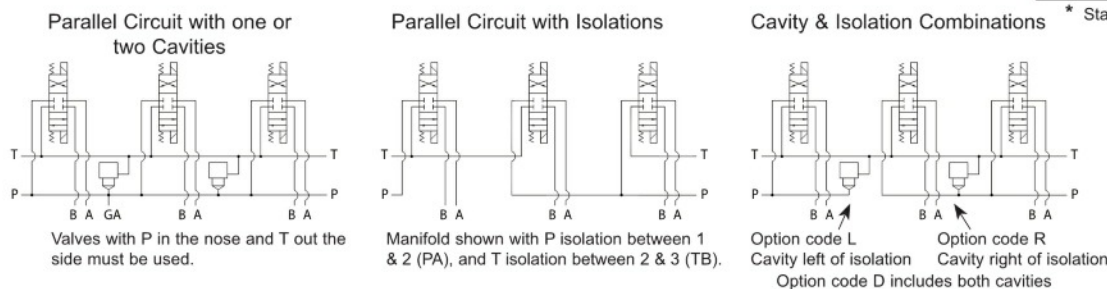 * Sta
Parallel Circuit with one or
two Cavities
T
T
P
P
B A GA
B A
B A
Valves with P in the nose and T out the
side must be used.
Parallel Circuit with Isolations
T
T
P
P
B A
B A
B A
Manifold shown with P isolation between 1
& 2 (PA), and T isolation between 2 & 3 (TB).
Cavity & Isolation Combinations
T
T
P
P
B A
B A
B A
Option code L
Cavity left of isolation
Option code R
Cavity right of isolation
Option code D includes both cavities